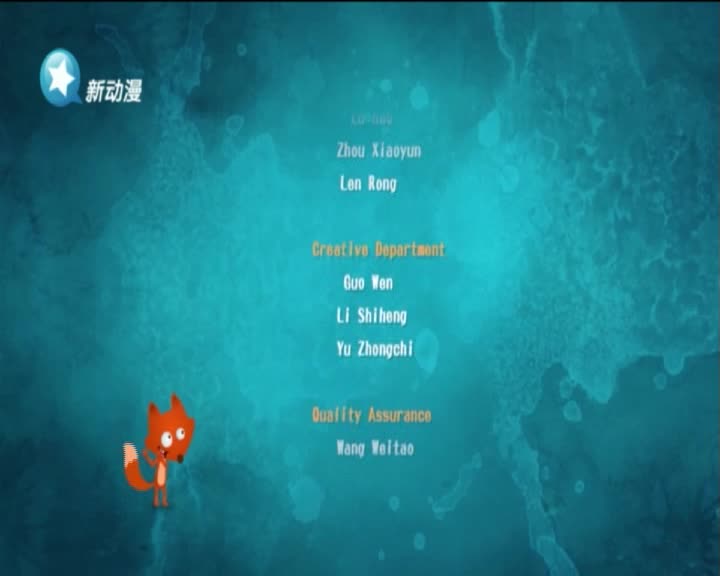 新动漫
Zhou Xiaoyun
Len Rong
Creative Department
Guo Wen
Li Shiheng
Yu Zhongchi
Quality Assurance
Wang Weitao